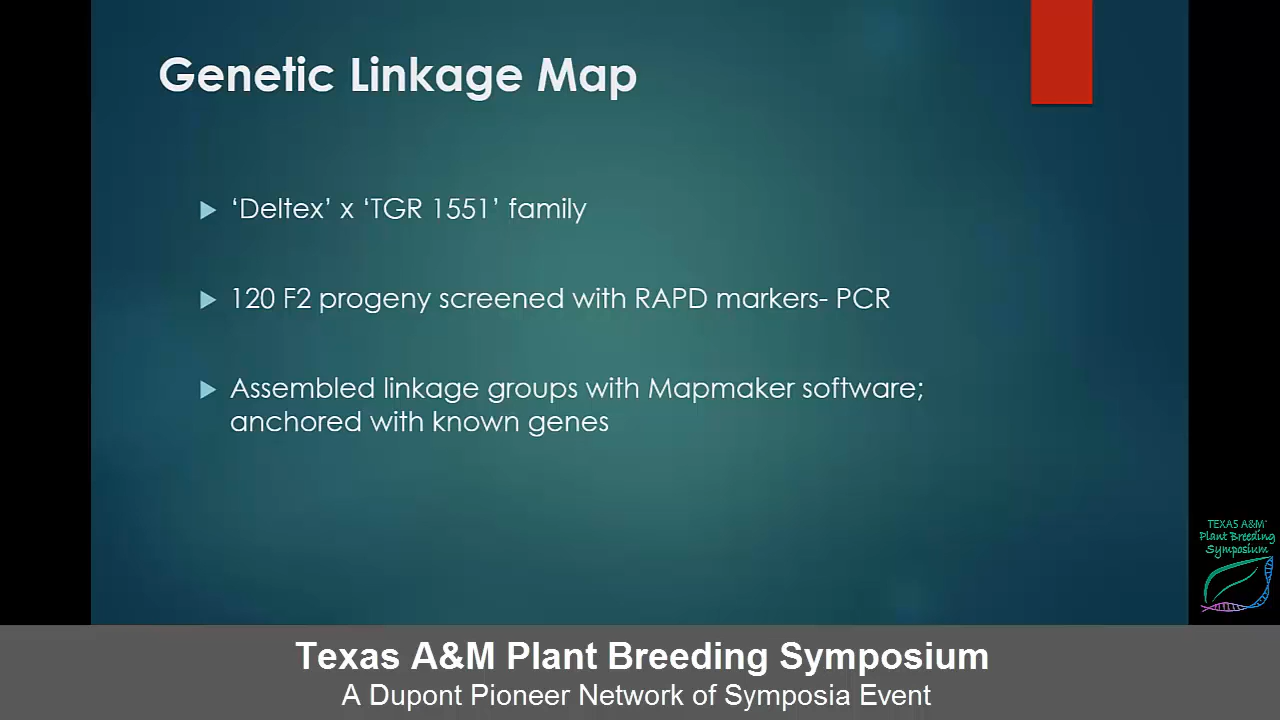 Genetic Linkage Map
‘Deltex’ x ‘TGR 1551’ family
120 F2 progeny screened with RAPD markers- PCR
Assembled linkage groups with Mapmaker software;
anchored with known genes
TEXAS A&M
Plant Breeding
Symposium
Texas A&M Plant Breeding Symposium
A Dupont Pioneer Network of Symposia Event